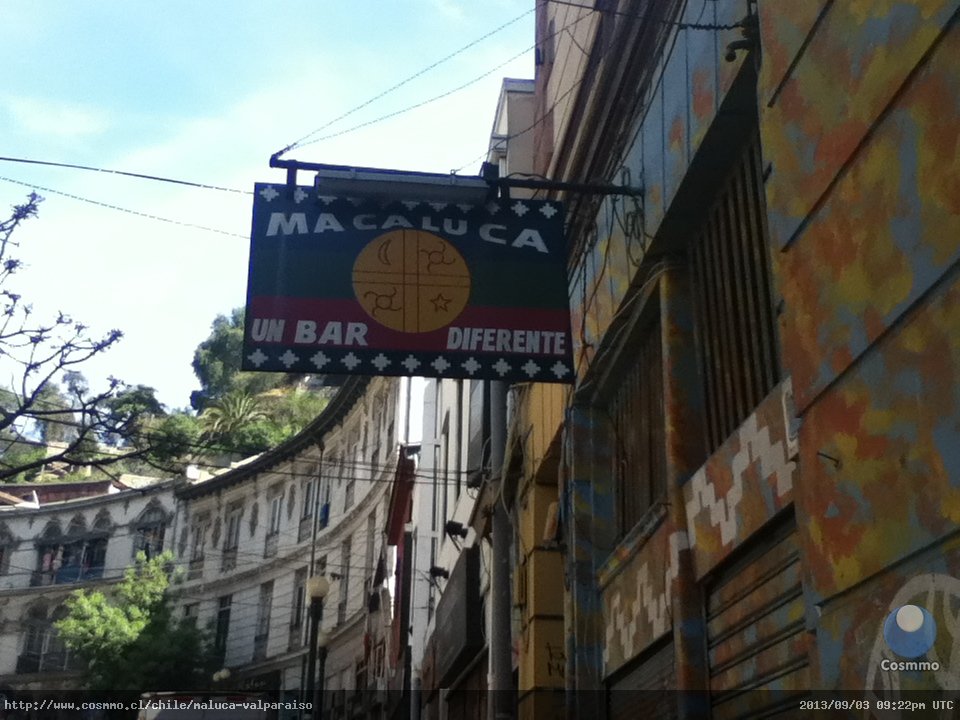 MACALUCA
UN BAR DIFERENTE
Cosmmo
http://www.cosmmo.cl/chile/maluca-valparaiso
2013/09/03 09:22pm UTC